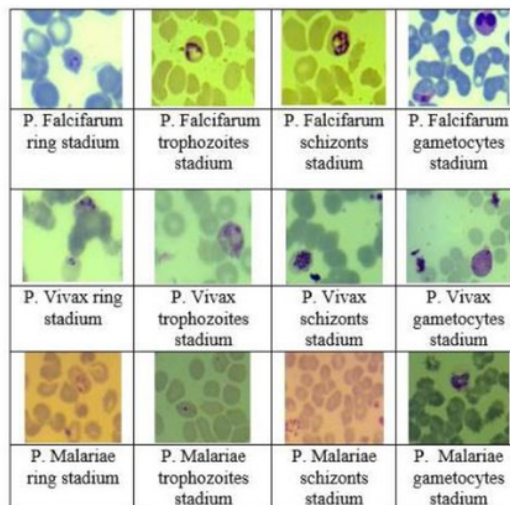 P. Falcifarum
ring stadium
P. Falcifarum
trophozoites
stadium
P. Falcifarum
schizonts
stadium
P. Falcifarum
gametocytes
stadium
P. Vivax ring
stadium
P. Vivax
trophozoites
stadium
P. Vivax
schizonts
stadium
P. Vivax
gametocytes
stadium
P. Malariae
ring stadium
P. Malariae
trophozoites
stadium
P. Malariae
schizonts
stadium
P. Malariae
gametocytes
stadium